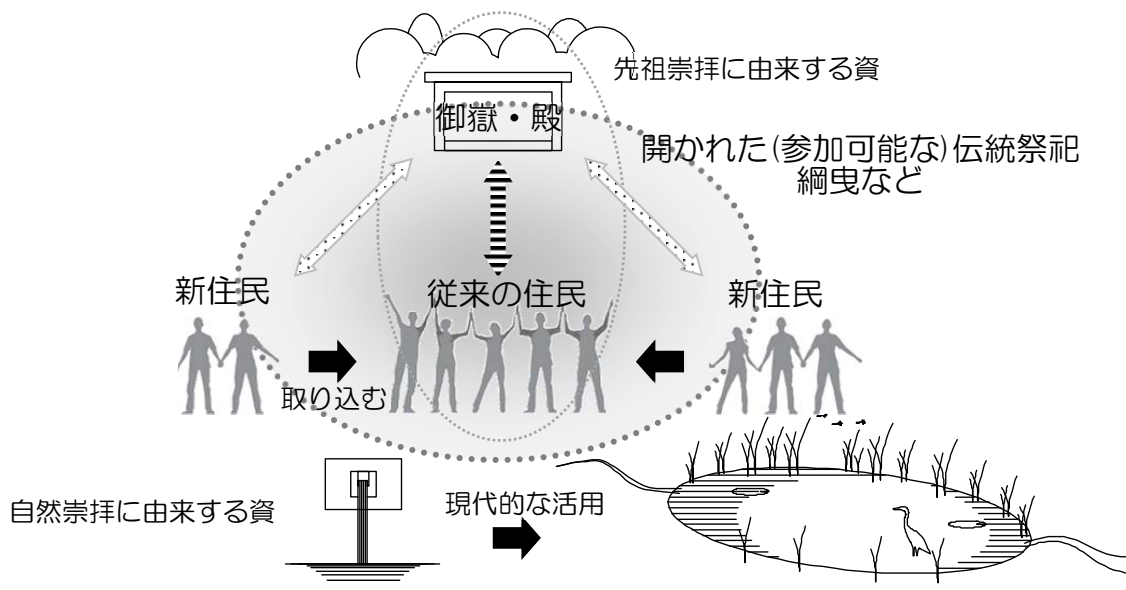 先祖崇拝に由来する資
御嶽・殿
開かれた(参加可能な)伝統祭祀
綱曳など
新住民
従来の住民
新住民
取り込む
自然崇拝に由来する資
現代的な活用